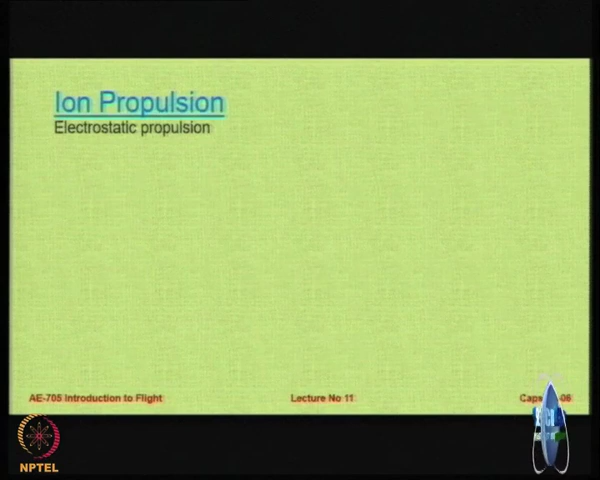 Ion Propulsion
Electrostatic propulsion
AE-705 Introduction to Flight
Lecture No 11
NPTEL